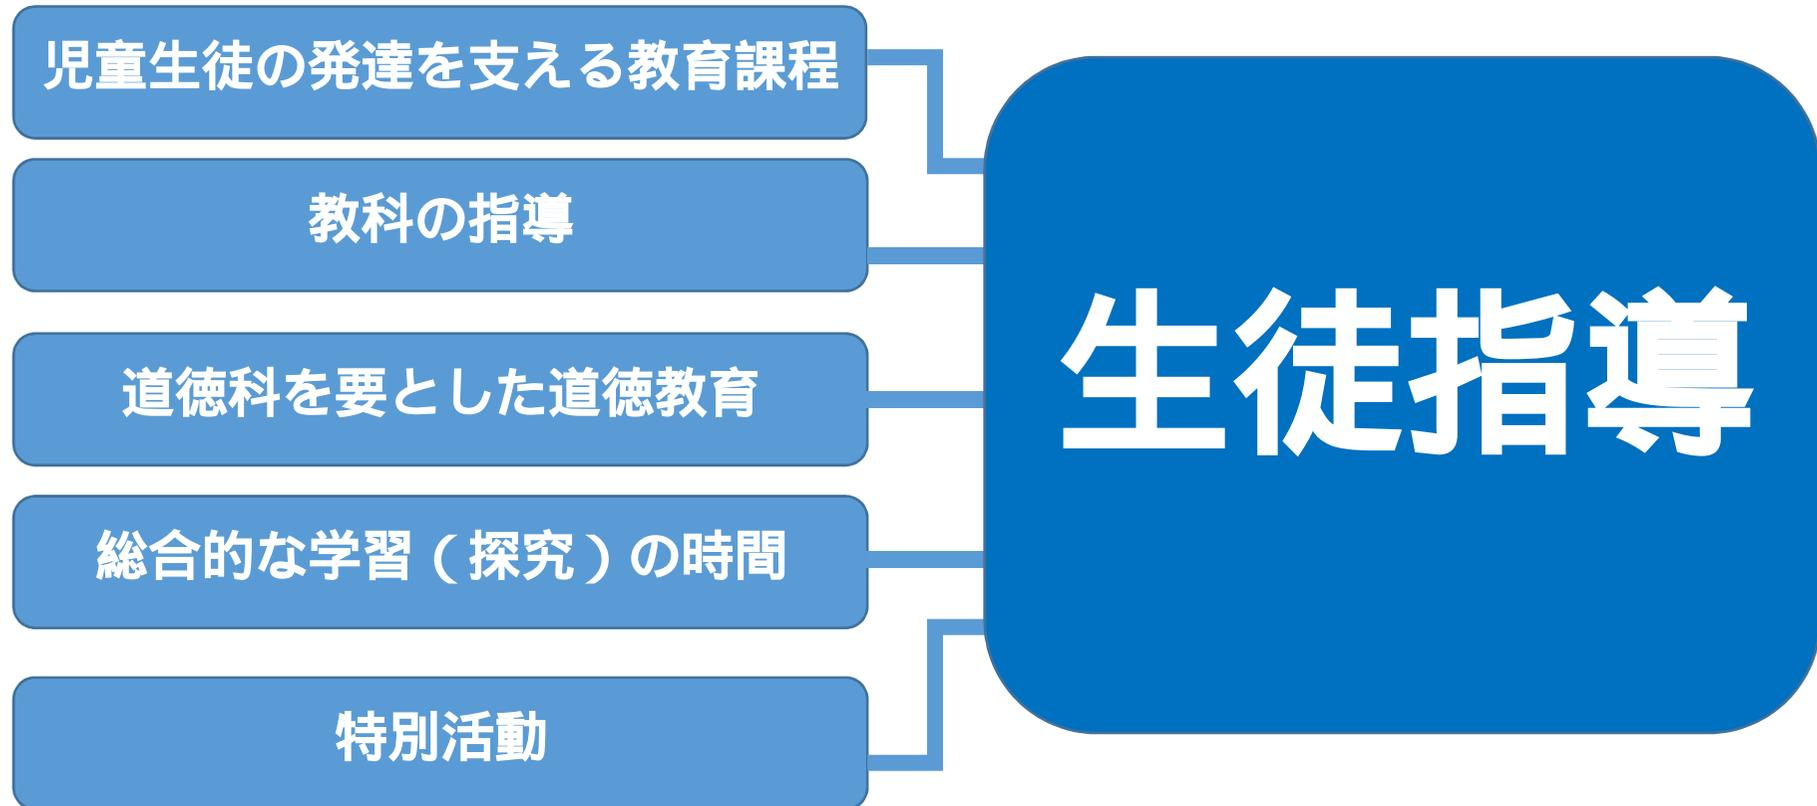 児童生徒の発達を支える教育課程
教科の指導
道徳科を要とした道徳教育
総合的な学習（探究）の時間
特別活動
生徒指導